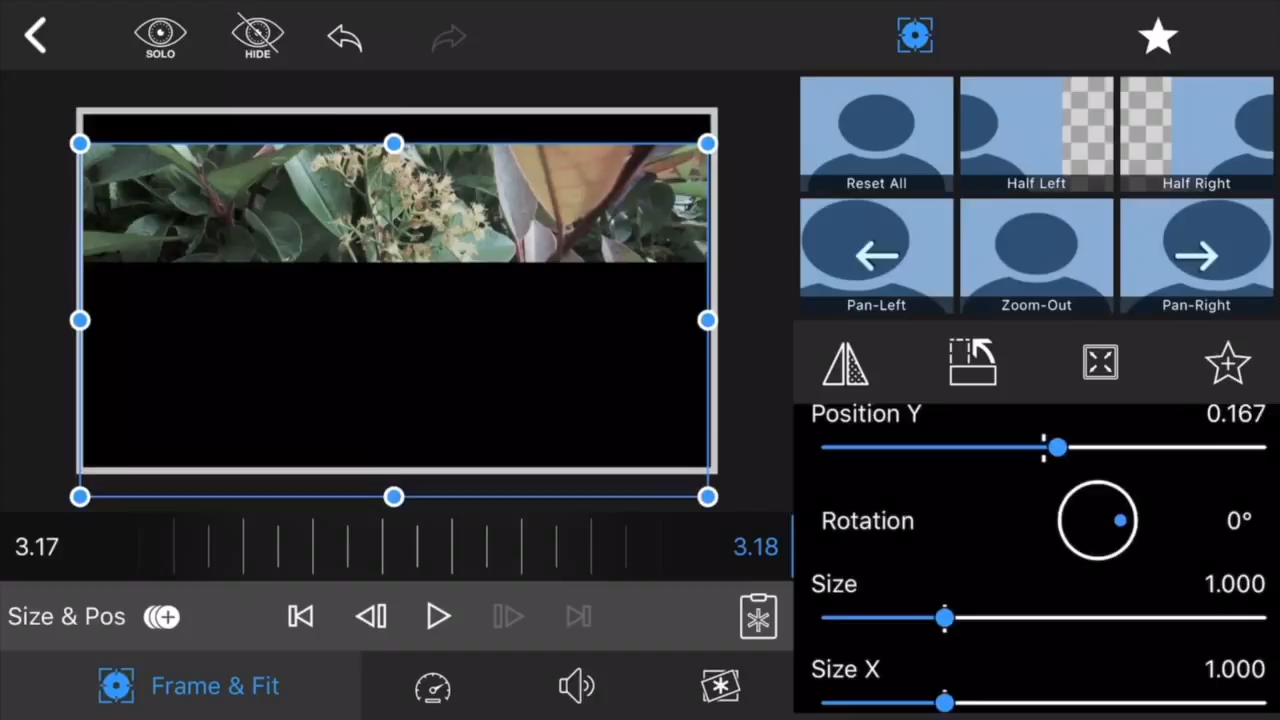 SOLO
HIDE
Reset All
Half Left
Half Right
Pan-Left
Zoom-Out
Pan-Right
Position Y
0.167
Rotation
0°
Size
1.000
Size X
1.000
3.17
3.18
Size & Pos
Frame & Fit